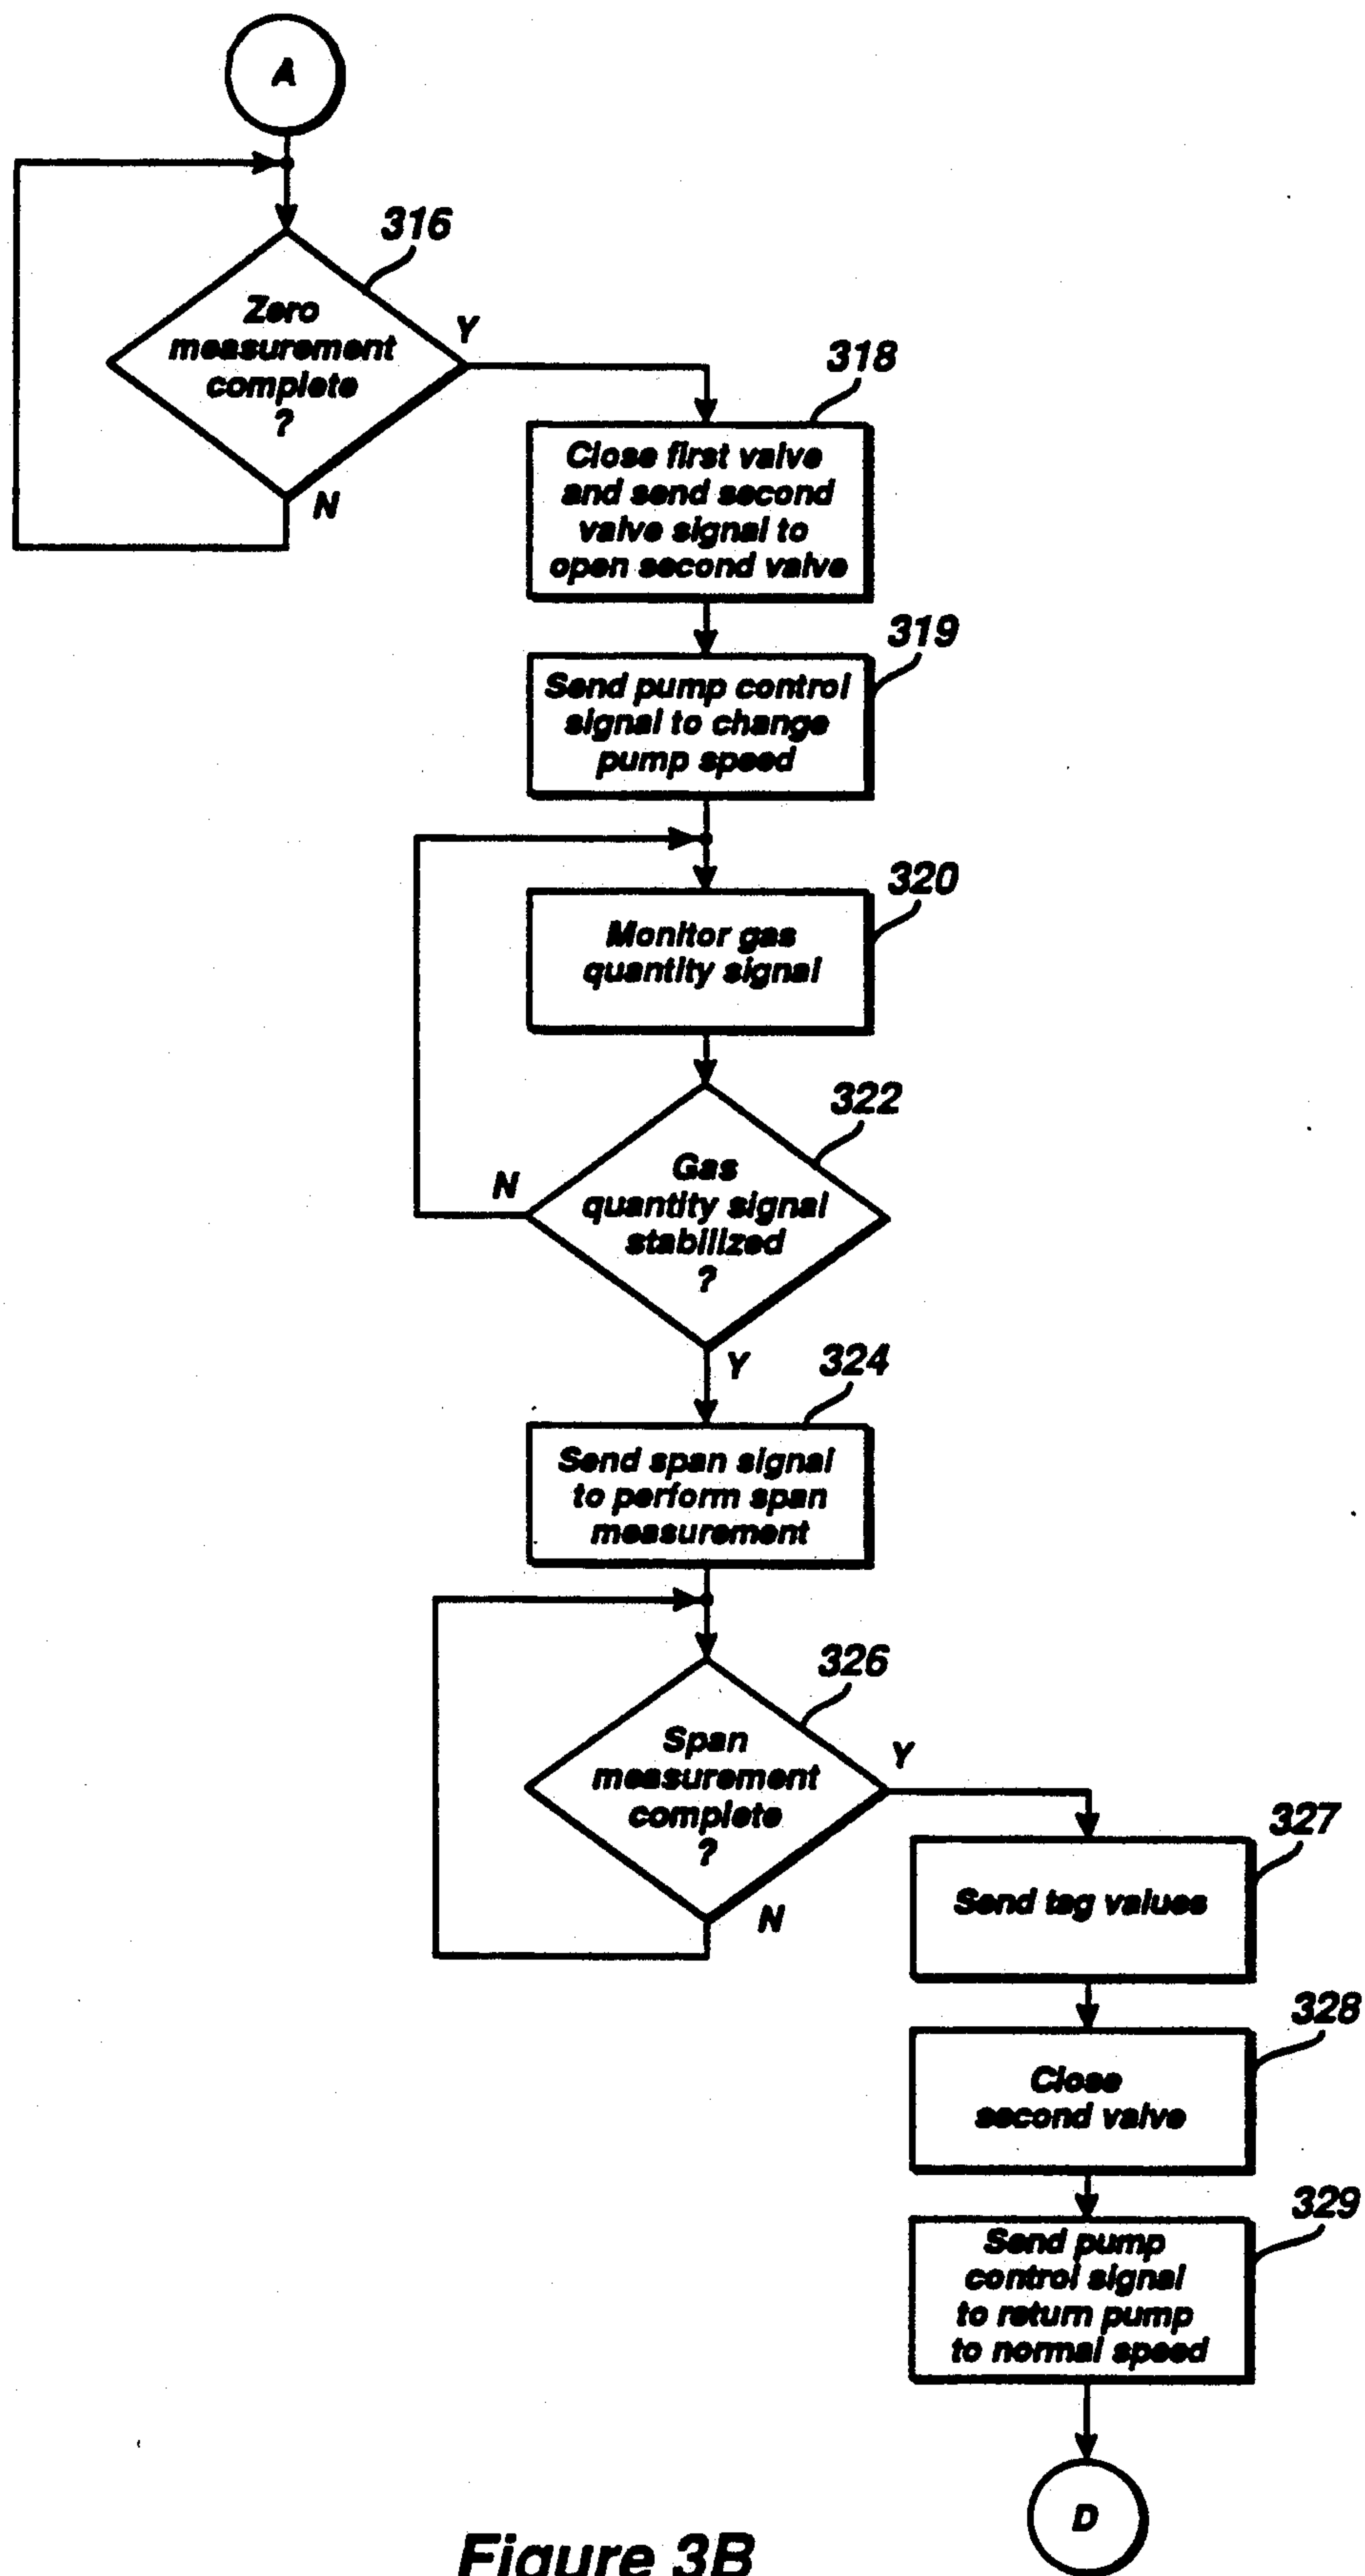 A
316
Zero
measurement
complete
?
Y
N
318
Close first valve
and send second
valve signal to
open second valve
319
Send pump control
signal to change
pump speed
320
Monitor gas
quantity signal
322
Gas
quantity signal
stabilized
?
N
Y
324
Send span signal
to perform span
measurement
326
Span
measurement
complete
?
Y
N
327
Send tag values
328
Close
second valve
329
Send pump
control signal
to return pump
to normal speed
D
Figure 3B